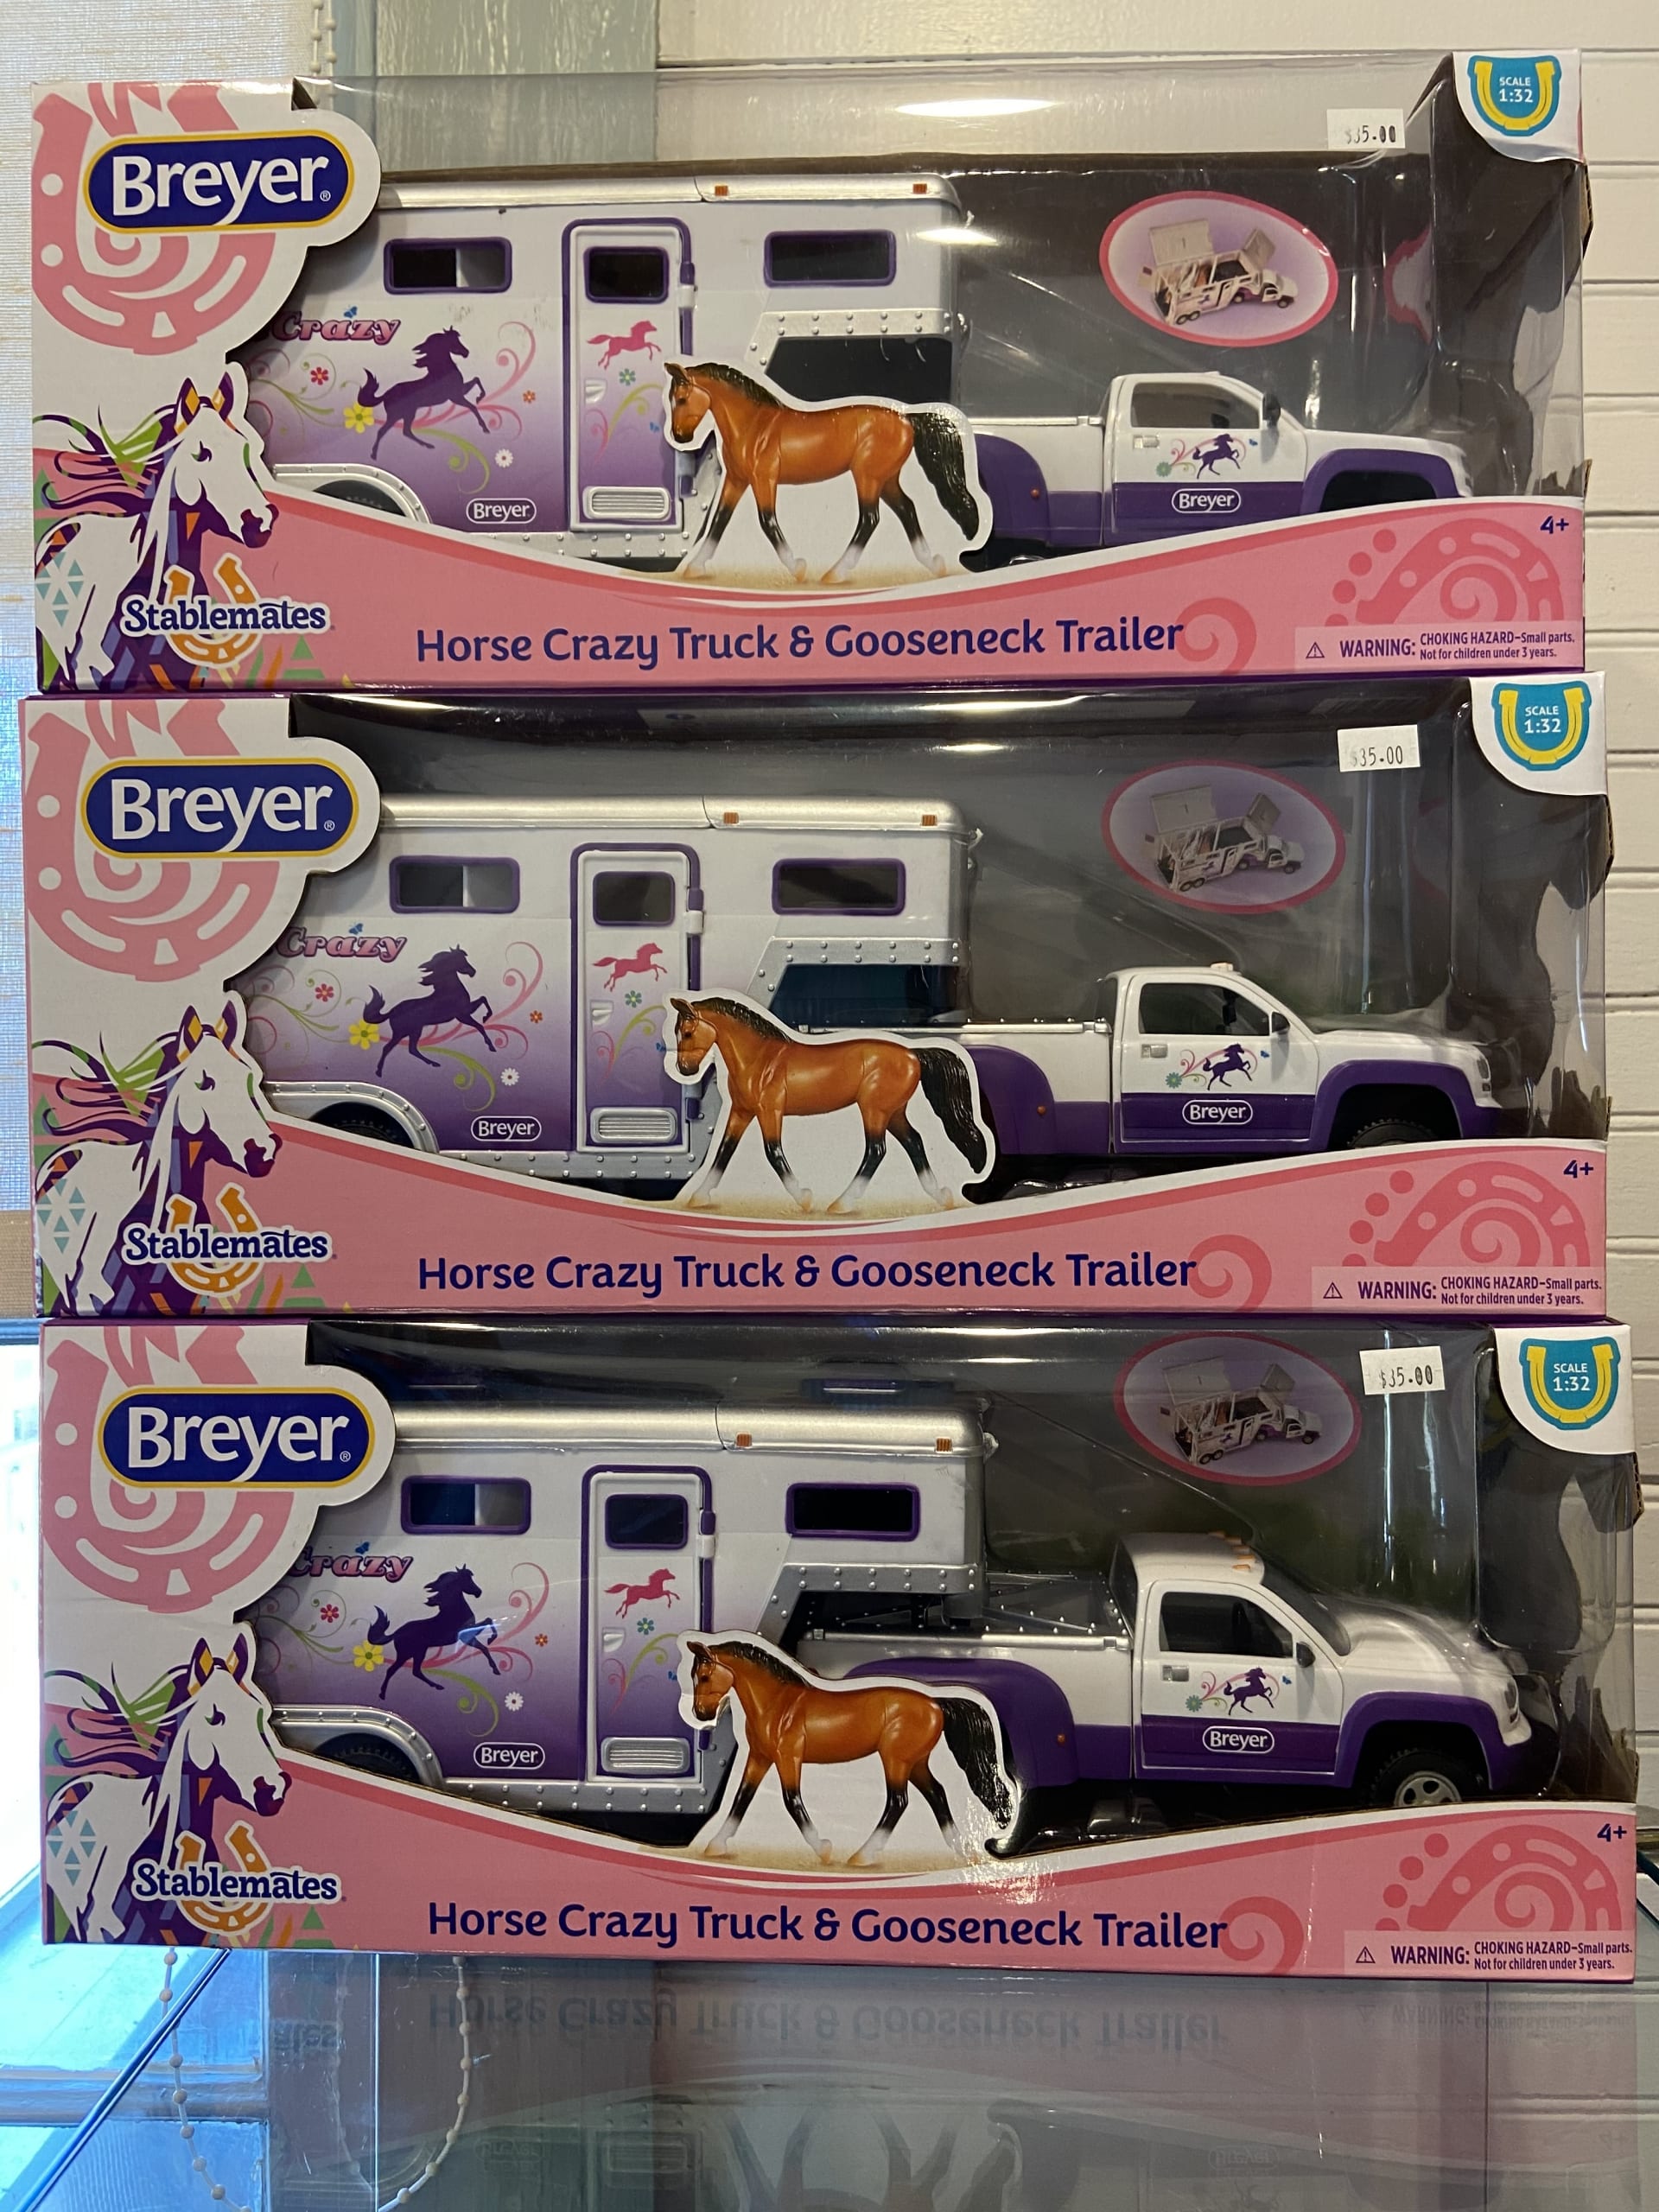 Breyer®
SCALE
1:32
$35.00
Crazy
Breyer
Breyer
4+
Stablemates
Horse Crazy Truck & Gooseneck Trailer
⚠ WARNING: CHOKING HAZARD–Small parts.
Not for children under 3 years.
Breyer®
SCALE
1:32
$35.00
Crazy
Breyer
Breyer
4+
Stablemates
Horse Crazy Truck & Gooseneck Trailer
⚠ WARNING: CHOKING HAZARD–Small parts.
Not for children under 3 years.
Breyer®
SCALE
1:32
$35.00
Crazy
Breyer
Breyer
4+
Stablemates
Horse Crazy Truck & Gooseneck Trailer
⚠ WARNING: CHOKING HAZARD–Small parts.
Not for children under 3 years.